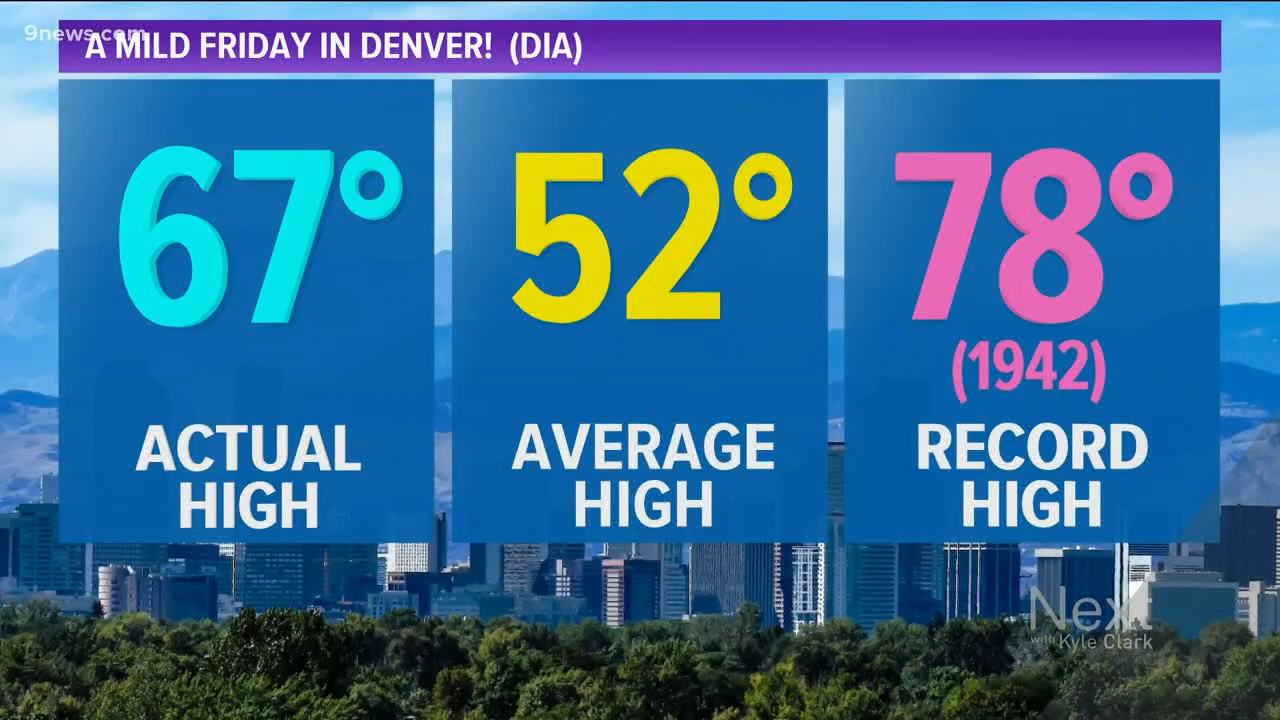 9news.com
A MILD FRIDAY IN DENVER! (DIA)
67°
ACTUAL
HIGH
52°
AVERAGE
HIGH
78°
(1942)
RECORD
HIGH
Next
with Kyle Clark